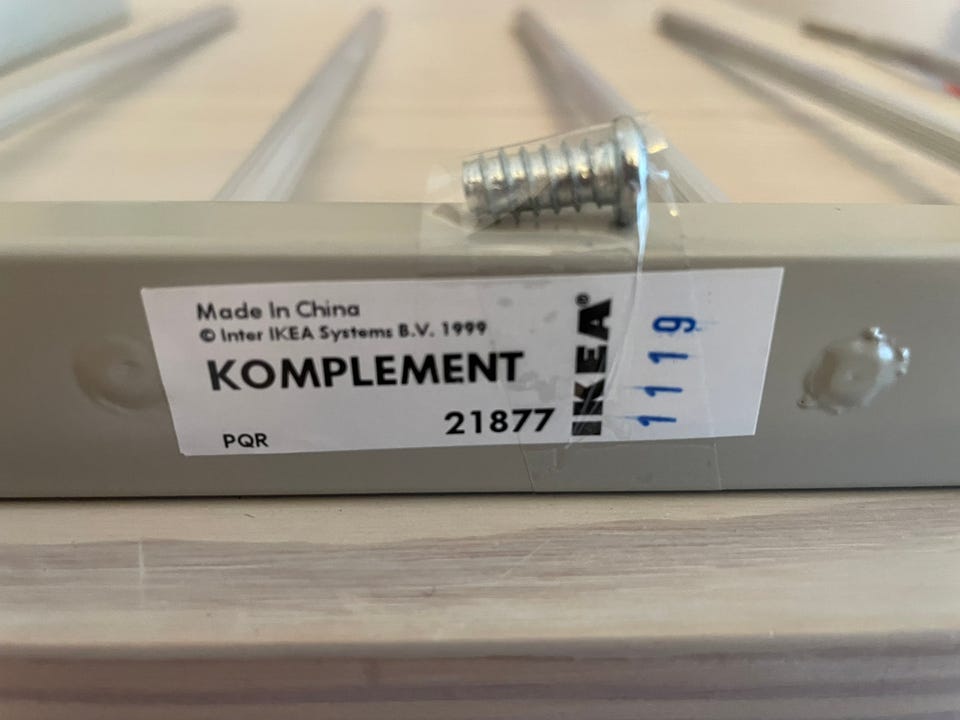 Made In China
© Inter IKEA Systems B.V. 1999
KOMPLEMENT
21877
PQR
IKEA®
1119